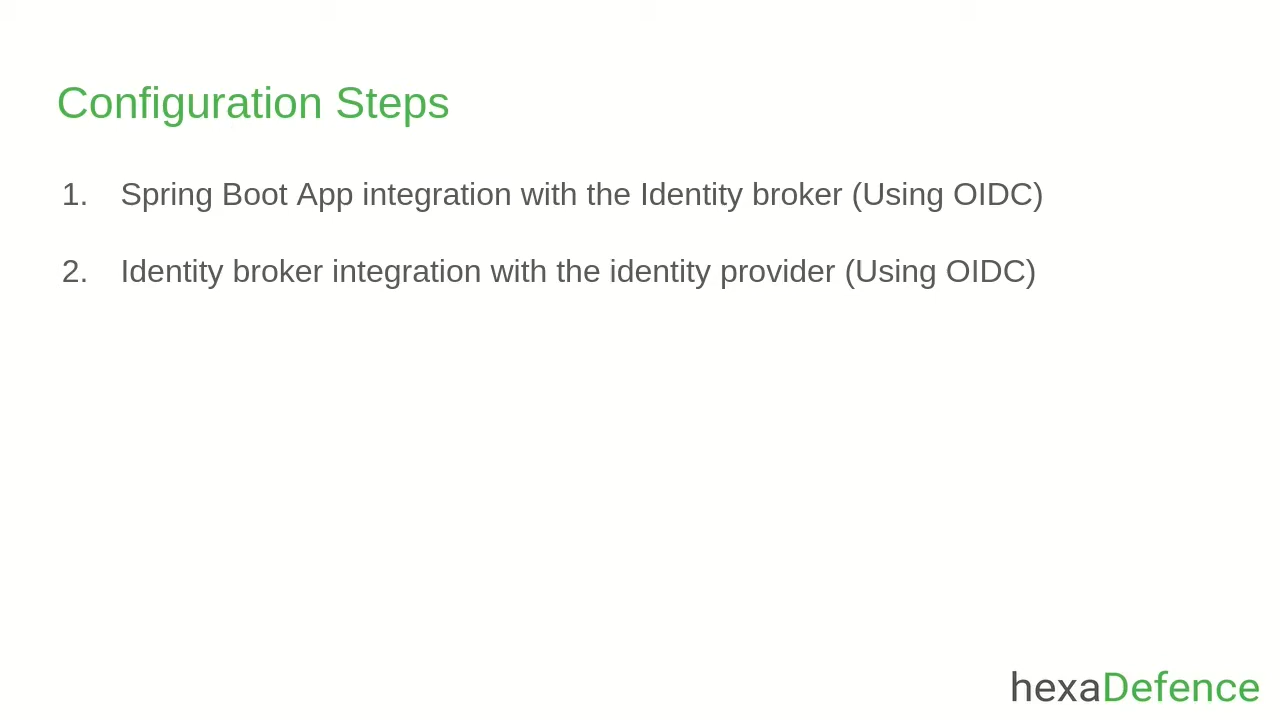 Configuration Steps
1. Spring Boot App integration with the Identity broker (Using OIDC)
2. Identity broker integration with the identity provider (Using OIDC)
hexaDefence